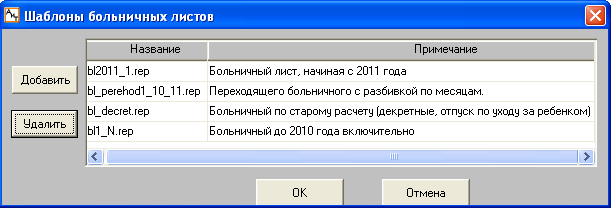 Шаблоны больничных листов
Название Примечание
Добавить
Удалить
bl2011_1.rep Больничный лист, начиная с 2011 года
bl_perehod1_10_11.rep Переходящего больничного с разбивкой по месяцам.
bl_decret.rep Больничный по старому расчету (декретные, отпуск по уходу за ребенком)
bl1_N.rep Больничный до 2010 года включительно
OK Отмена